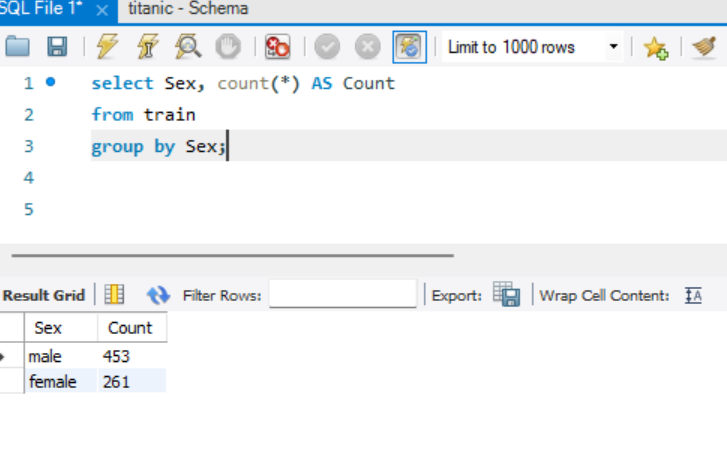 SQL File 1* × titanic - Schema
Limit to 1000 rows
1 select Sex, count(*) AS Count
2 from train
3 group by Sex;
4
5
Result Grid Filter Rows: Export: Wrap Cell Content: IA
Sex Count
male 453
female 261